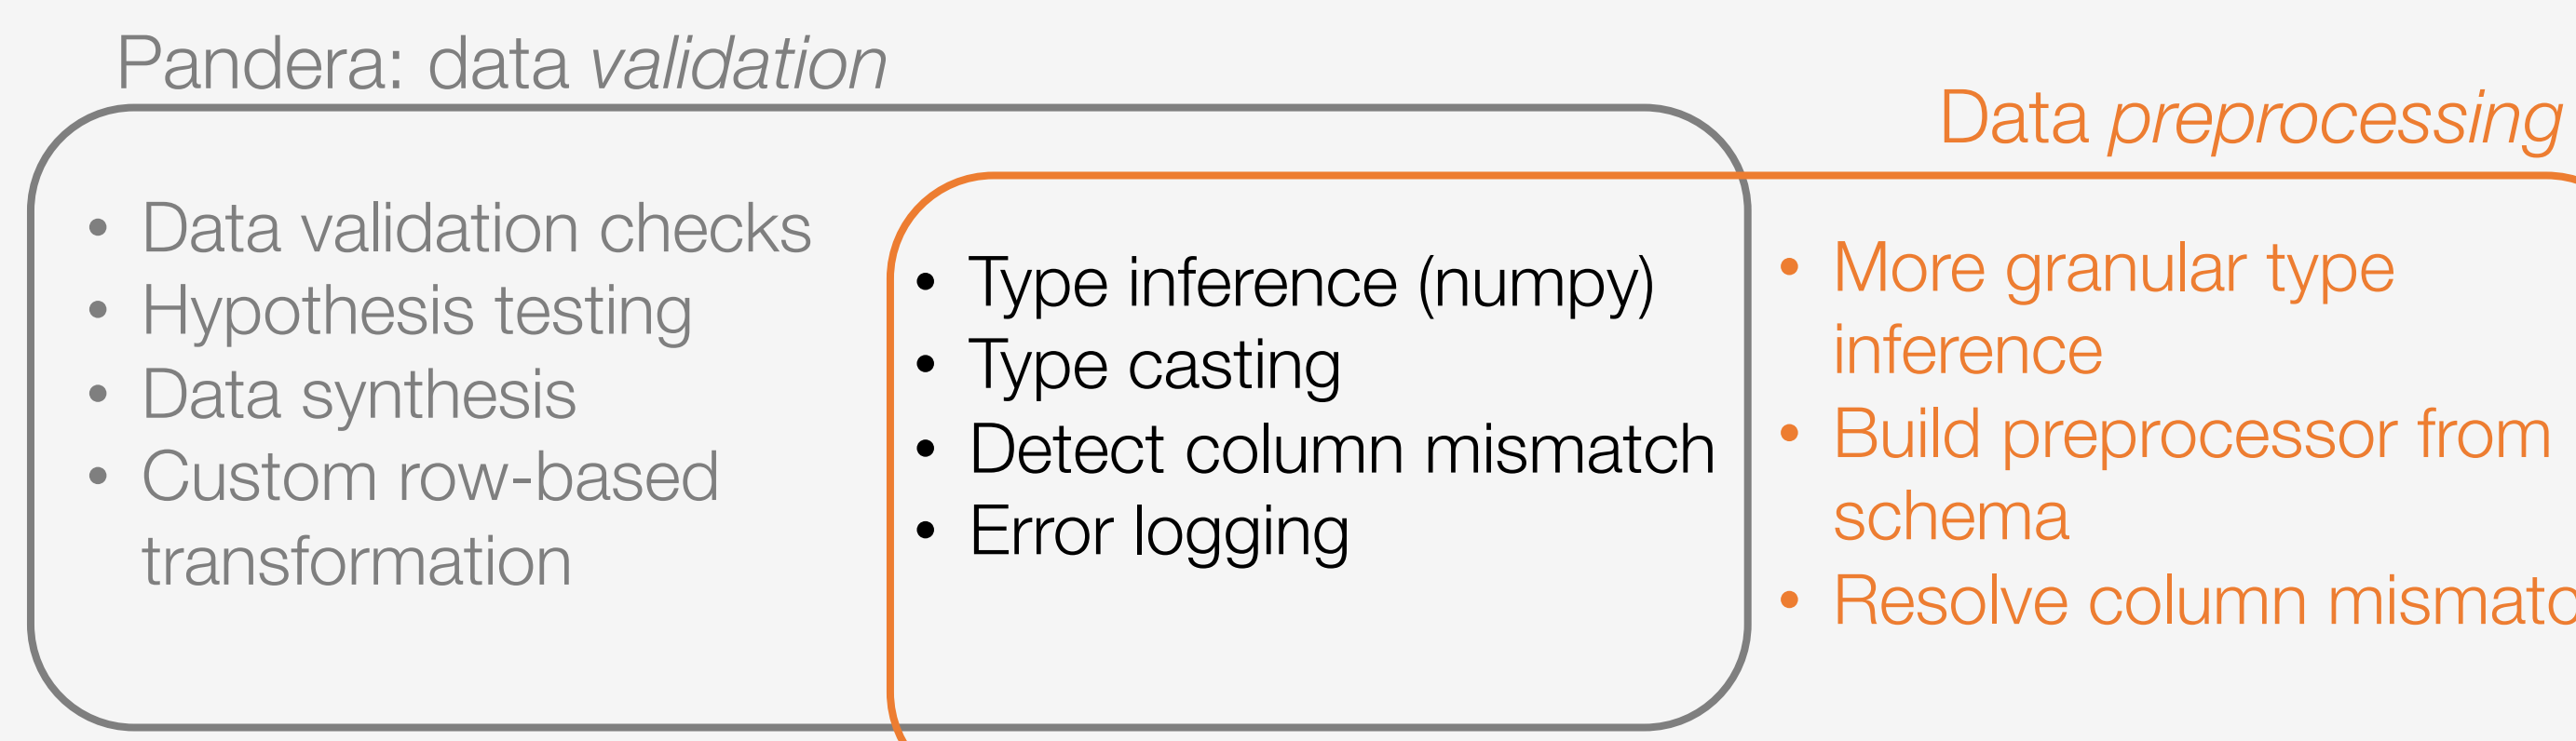 Pandera: data validation
Data preprocessing
• Data validation checks
• Hypothesis testing
• Data synthesis
• Custom row-based
transformation
• Type inference (numpy)
• Type casting
• Detect column mismatch
• Error logging
• More granular type
inference
• Build preprocessor from
schema
• Resolve column